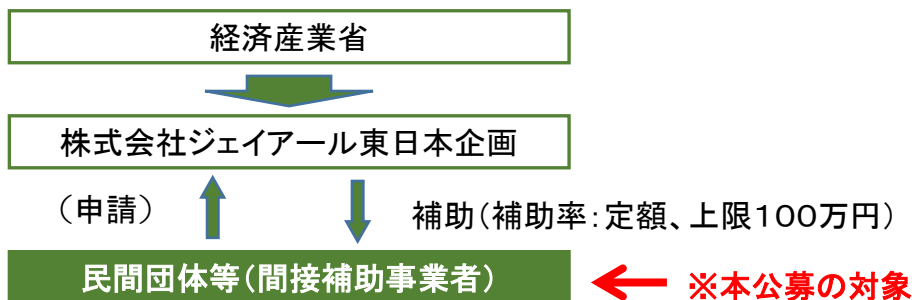 経済産業省
株式会社ジェイアール東日本企画
（申請）
補助（補助率：定額、上限１００万円）
民間団体等（間接補助事業者）
※本公募の対象